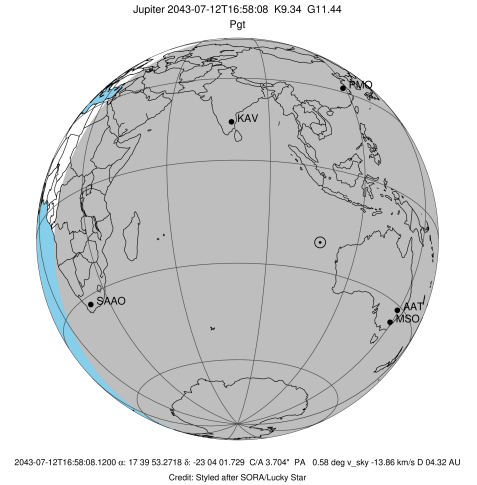 Jupiter 2043-07-12T16:58:08 K9.34 G11.44
Pgt
PMO
KAV
SAAO
AAT
MSO
2043-07-12T16:58:08.1200 α: 17 39 53.2718 δ: -23 04 01.729 C/A 3.704" PA 0.58 deg v_sky -13.86 km/s D 04.32 AU
Credit: Styled after SORA/Lucky Star